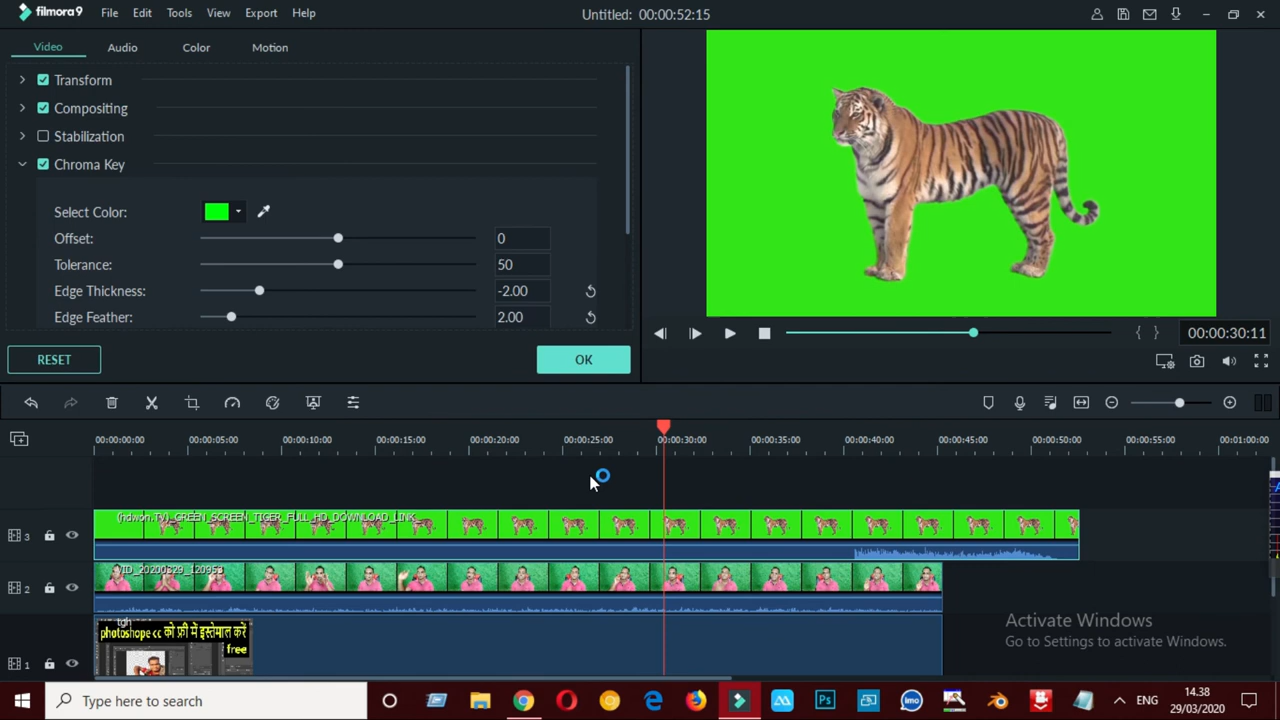 filmora9 File Edit Tools View Export Help Untitled: 00:00:52:15
Video Audio Color Motion
Transform
Compositing
Stabilization
Chroma Key
Select Color:
Offset: 0
Tolerance: 50
Edge Thickness: -2.00
Edge Feather: 2.00
RESET OK
{ } 00:00:30:11
00:00:00:00 00:00:05:00 00:00:10:00 00:00:15:00 00:00:20:00 00:00:25:00 00:00:30:00 00:00:35:00 00:00:40:00 00:00:45:00 00:00:50:00 00:00:55:00 00:01:00:00
3 (hdwon.TV)_GREEN_SCREEN_TIGER_FULL_HD_DOWNLOAD_LINK
2 VID_20200329_120953
1 tgh
photoshope cc को फ्री में इस्तेमाल करें
free
Activate Windows
Go to Settings to activate Windows.
Type here to search Ps imo ENG 14.38
29/03/2020